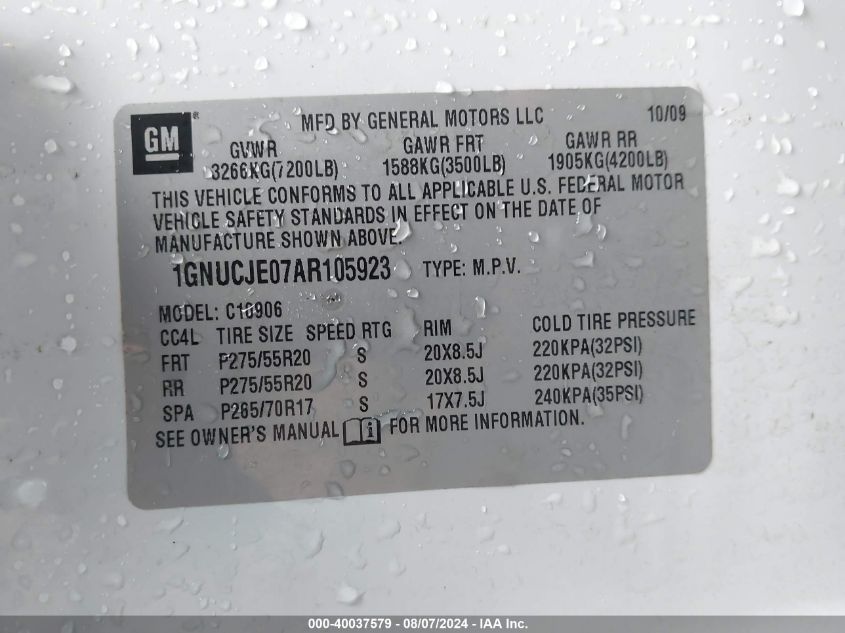 GM
MFD BY GENERAL MOTORS LLC 10/09
GVWR GAWR FRT GAWR RR
3266KG(7200LB) 1588KG(3500LB) 1905KG(4200LB)
THIS VEHICLE CONFORMS TO ALL APPLICABLE U.S. FEDERAL MOTOR
VEHICLE SAFETY STANDARDS IN EFFECT ON THE DATE OF
MANUFACTURE SHOWN ABOVE.
1GNUCJE07AR105923 TYPE: M.P.V.
MODEL: C10906
CC4L TIRE SIZE SPEED RTG RIM COLD TIRE PRESSURE
FRT P275/55R20 S 20X8.5J 220KPA(32PSI)
RR P275/55R20 S 20X8.5J 220KPA(32PSI)
SPA P265/70R17 S 17X7.5J 240KPA(35PSI)
SEE OWNER'S MANUAL i FOR MORE INFORMATION.
000-40037579 - 08/07/2024 - IAA Inc.